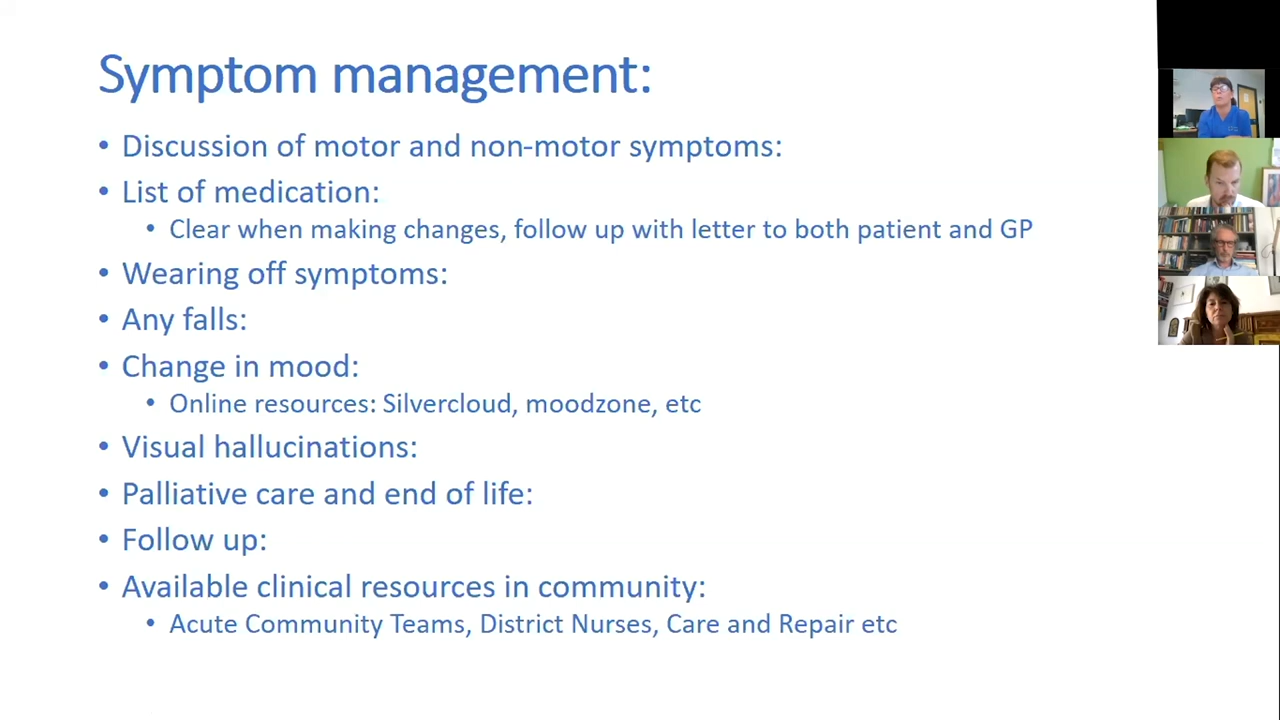 Symptom management:
• Discussion of motor and non-motor symptoms:
• List of medication:
• Clear when making changes, follow up with letter to both patient and GP
• Wearing off symptoms:
• Any falls:
• Change in mood:
• Online resources: Silvercloud, moodzone, etc
• Visual hallucinations:
• Palliative care and end of life:
• Follow up:
• Available clinical resources in community:
• Acute Community Teams, District Nurses, Care and Repair etc